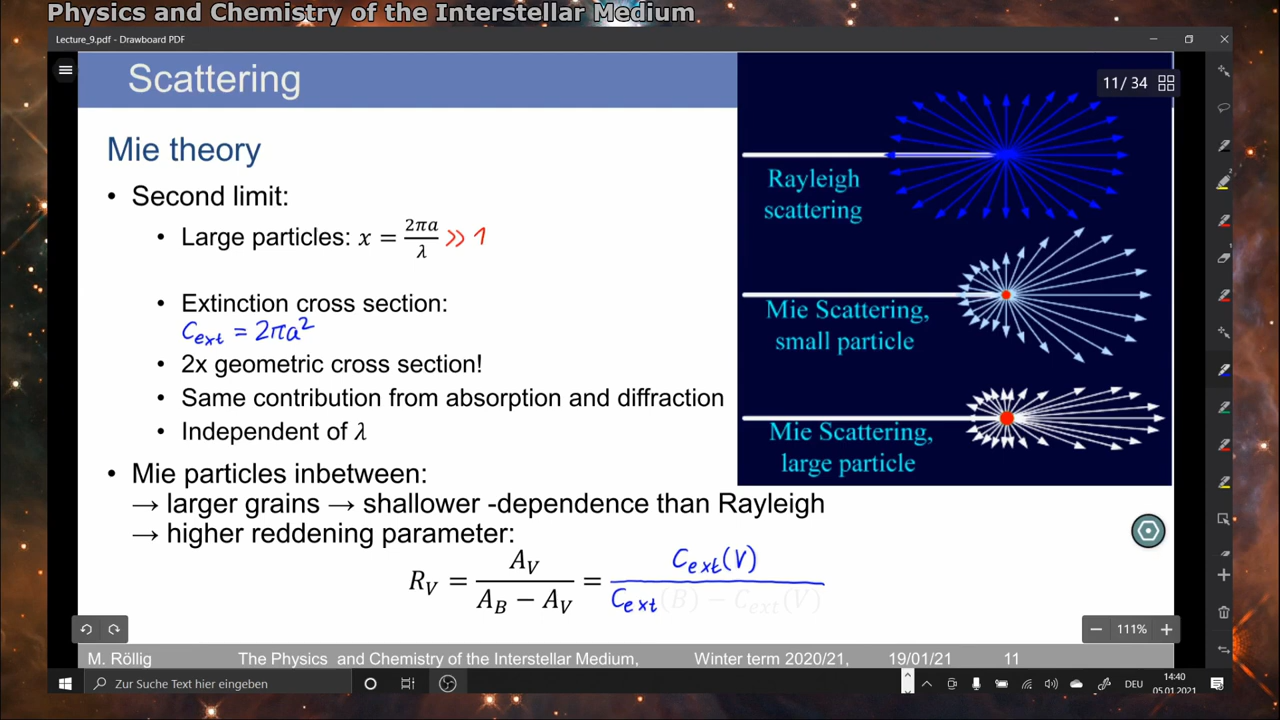 Physics and Chemistry of the Interstellar Medium
Lecture_9.pdf - Drawboard PDF
Scattering
11 / 34
Mie theory
• Second limit:
• Large particles: x = 2πa/λ >> 1
• Extinction cross section:
C_ext = 2πa²
• 2x geometric cross section!
• Same contribution from absorption and diffraction
• Independent of λ
• Mie particles inbetween:
→ larger grains → shallower -dependence than Rayleigh
→ higher reddening parameter:
R_V = A_V/(A_B − A_V) = C_ext(V)/(C_ext(B) − C_ext(V))
Rayleigh
scattering
Mie Scattering,
small particle
Mie Scattering,
large particle
111%
M. Röllig The Physics and Chemistry of the Interstellar Medium, Winter term 2020/21, 19/01/21 11
Zur Suche Text hier eingeben
DEU
14:40
05.01.2021